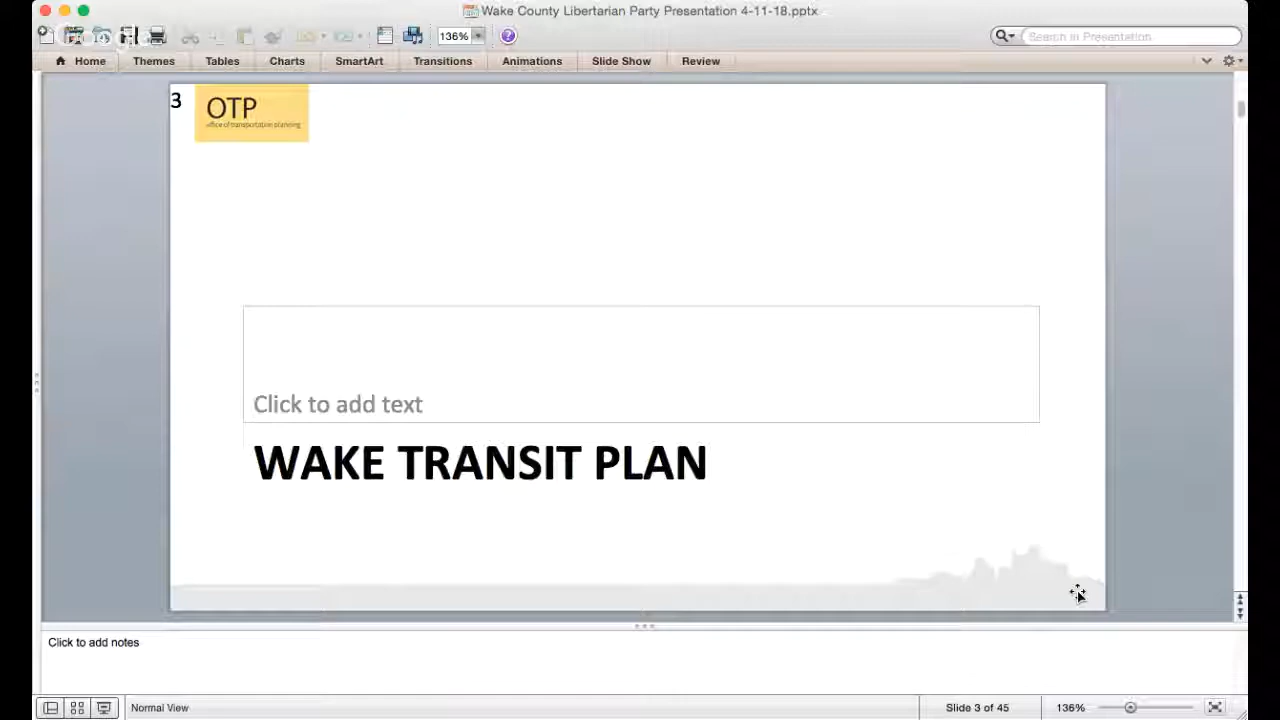 Wake County Libertarian Party Presentation 4-11-18.pptx
136%
Search in Presentation
Home Themes Tables Charts SmartArt Transitions Animations Slide Show Review
3
OTP
office of transportation planning
Click to add text
WAKE TRANSIT PLAN
Click to add notes
Normal View Slide 3 of 45 136%